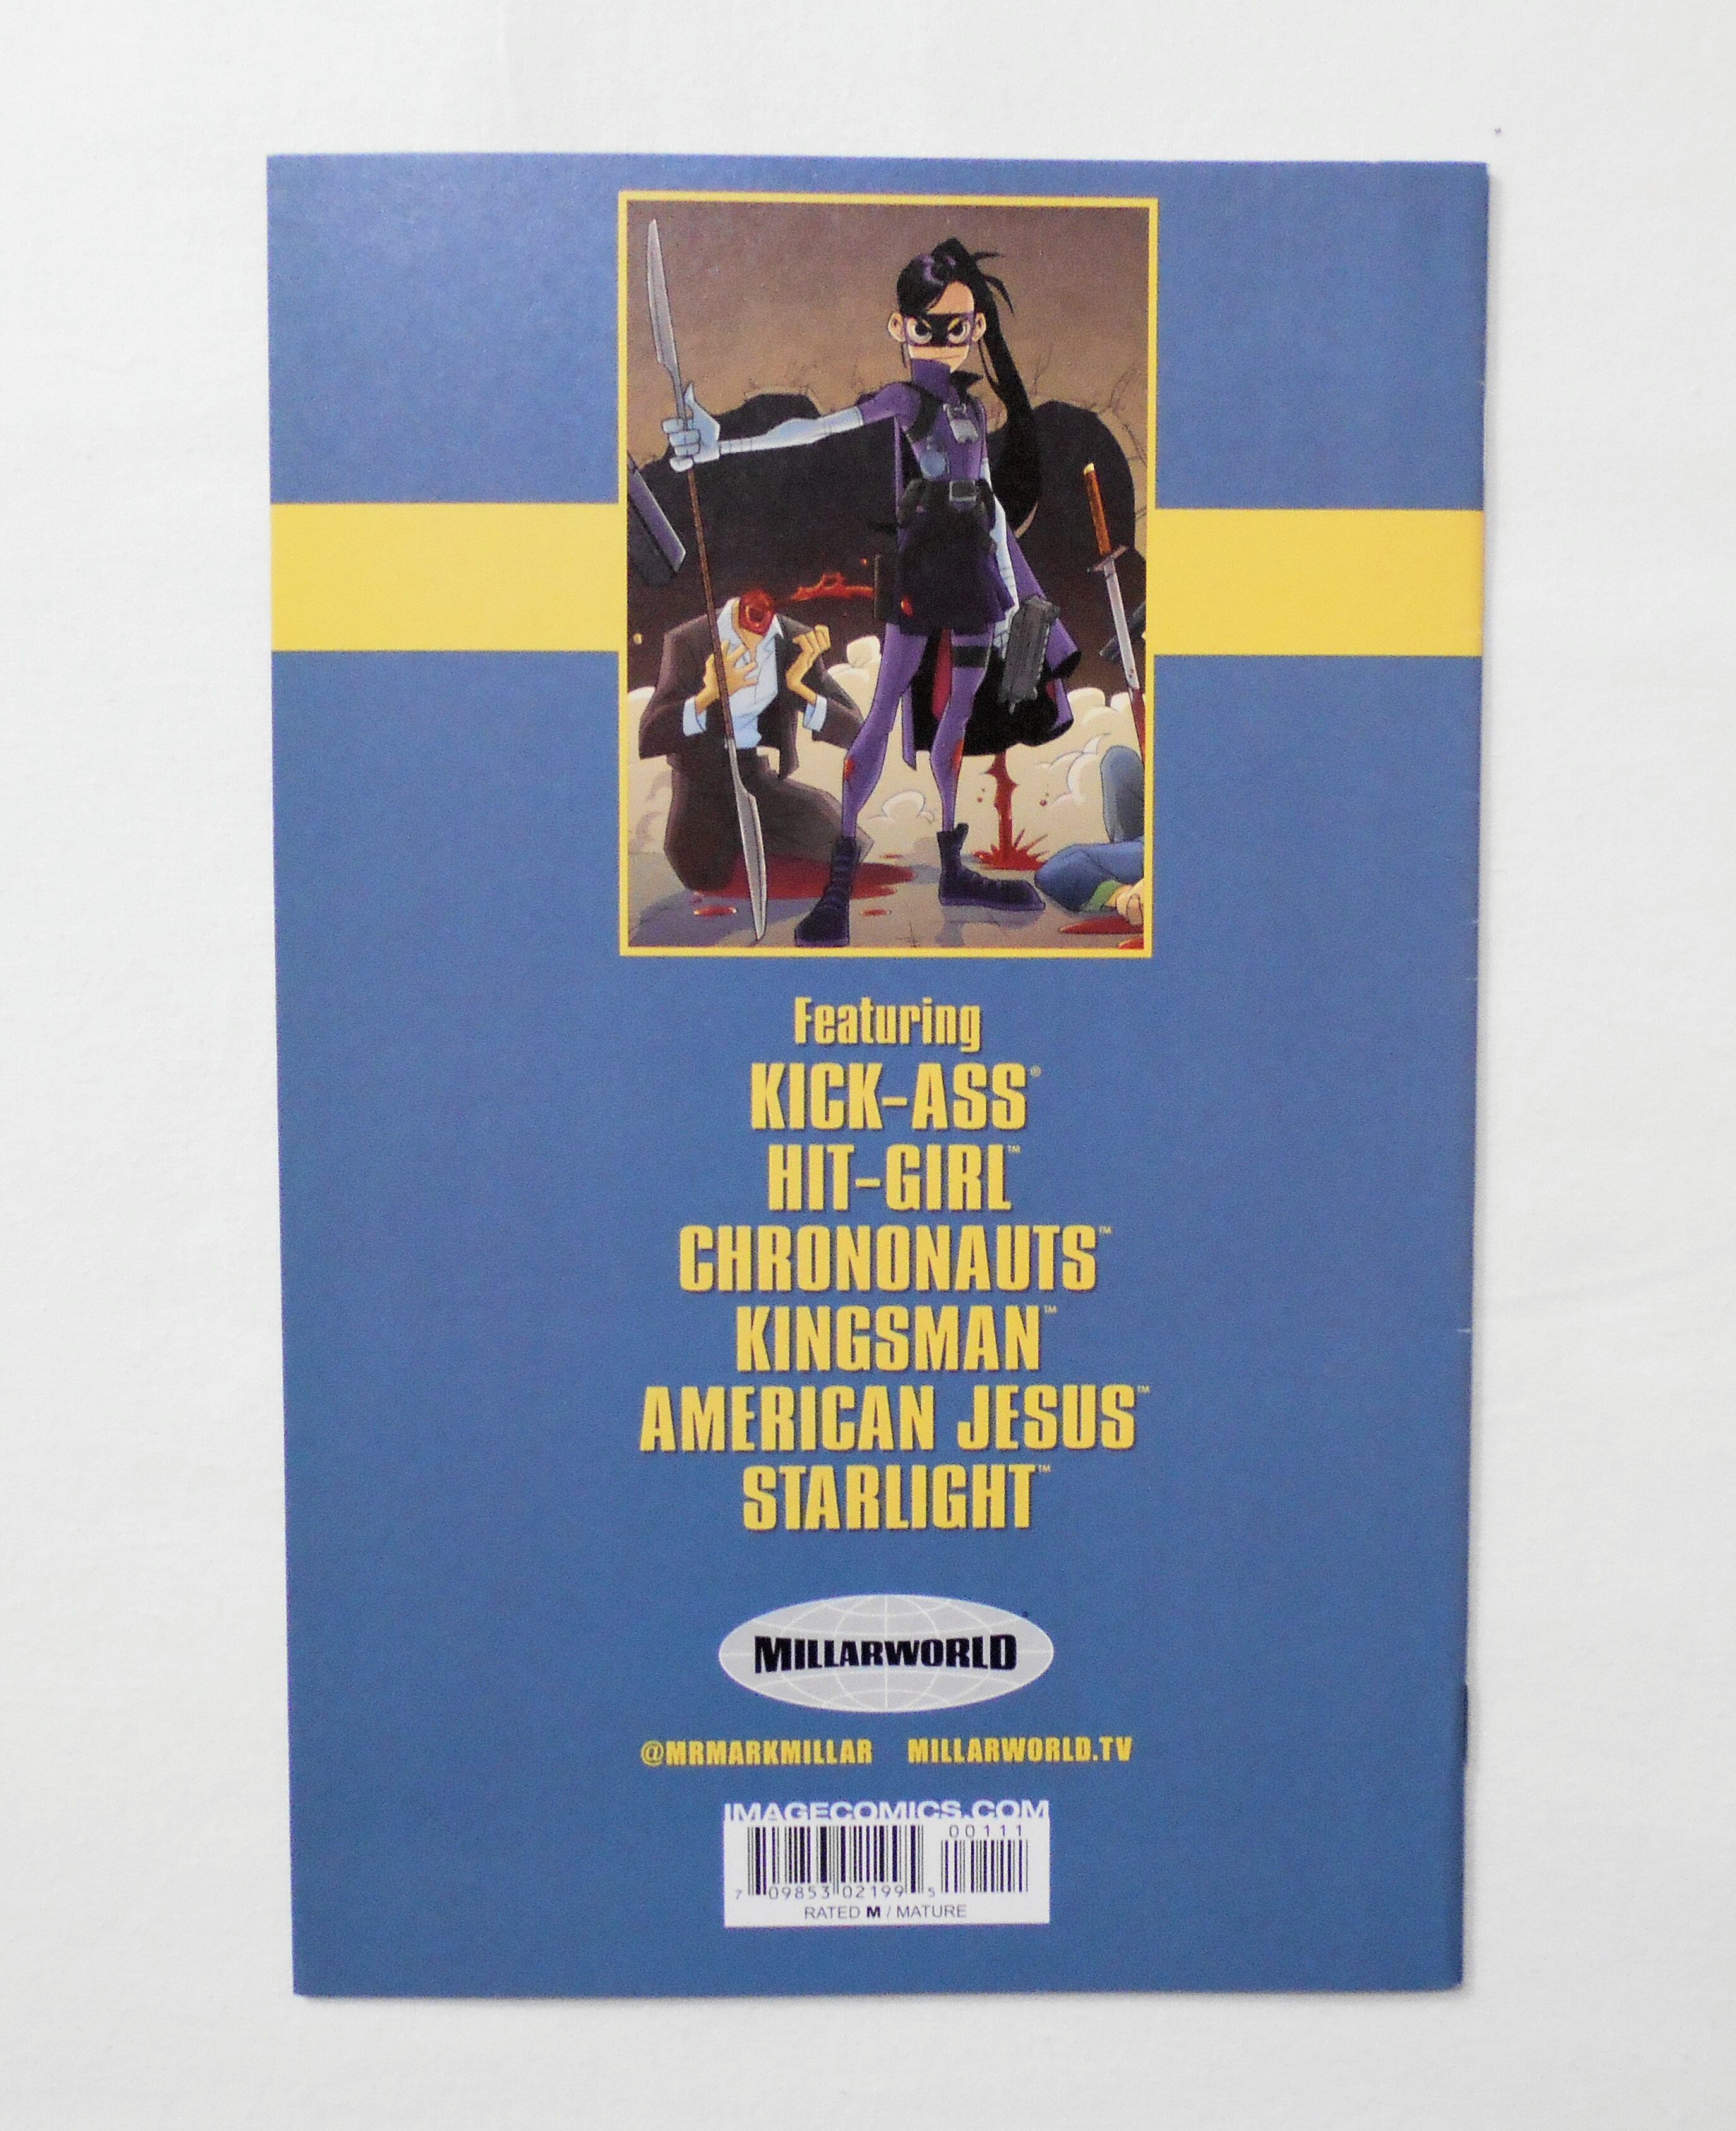 Featuring
KICK-ASS®
HIT-GIRL™
CHRONONAUTS™
KINGSMAN™
AMERICAN JESUS™
STARLIGHT™
MILLARWORLD
@MRMARKMILLAR MILLARWORLD.TV
IMAGECOMICS.COM
00111
7 09853 02199 5
RATED M / MATURE